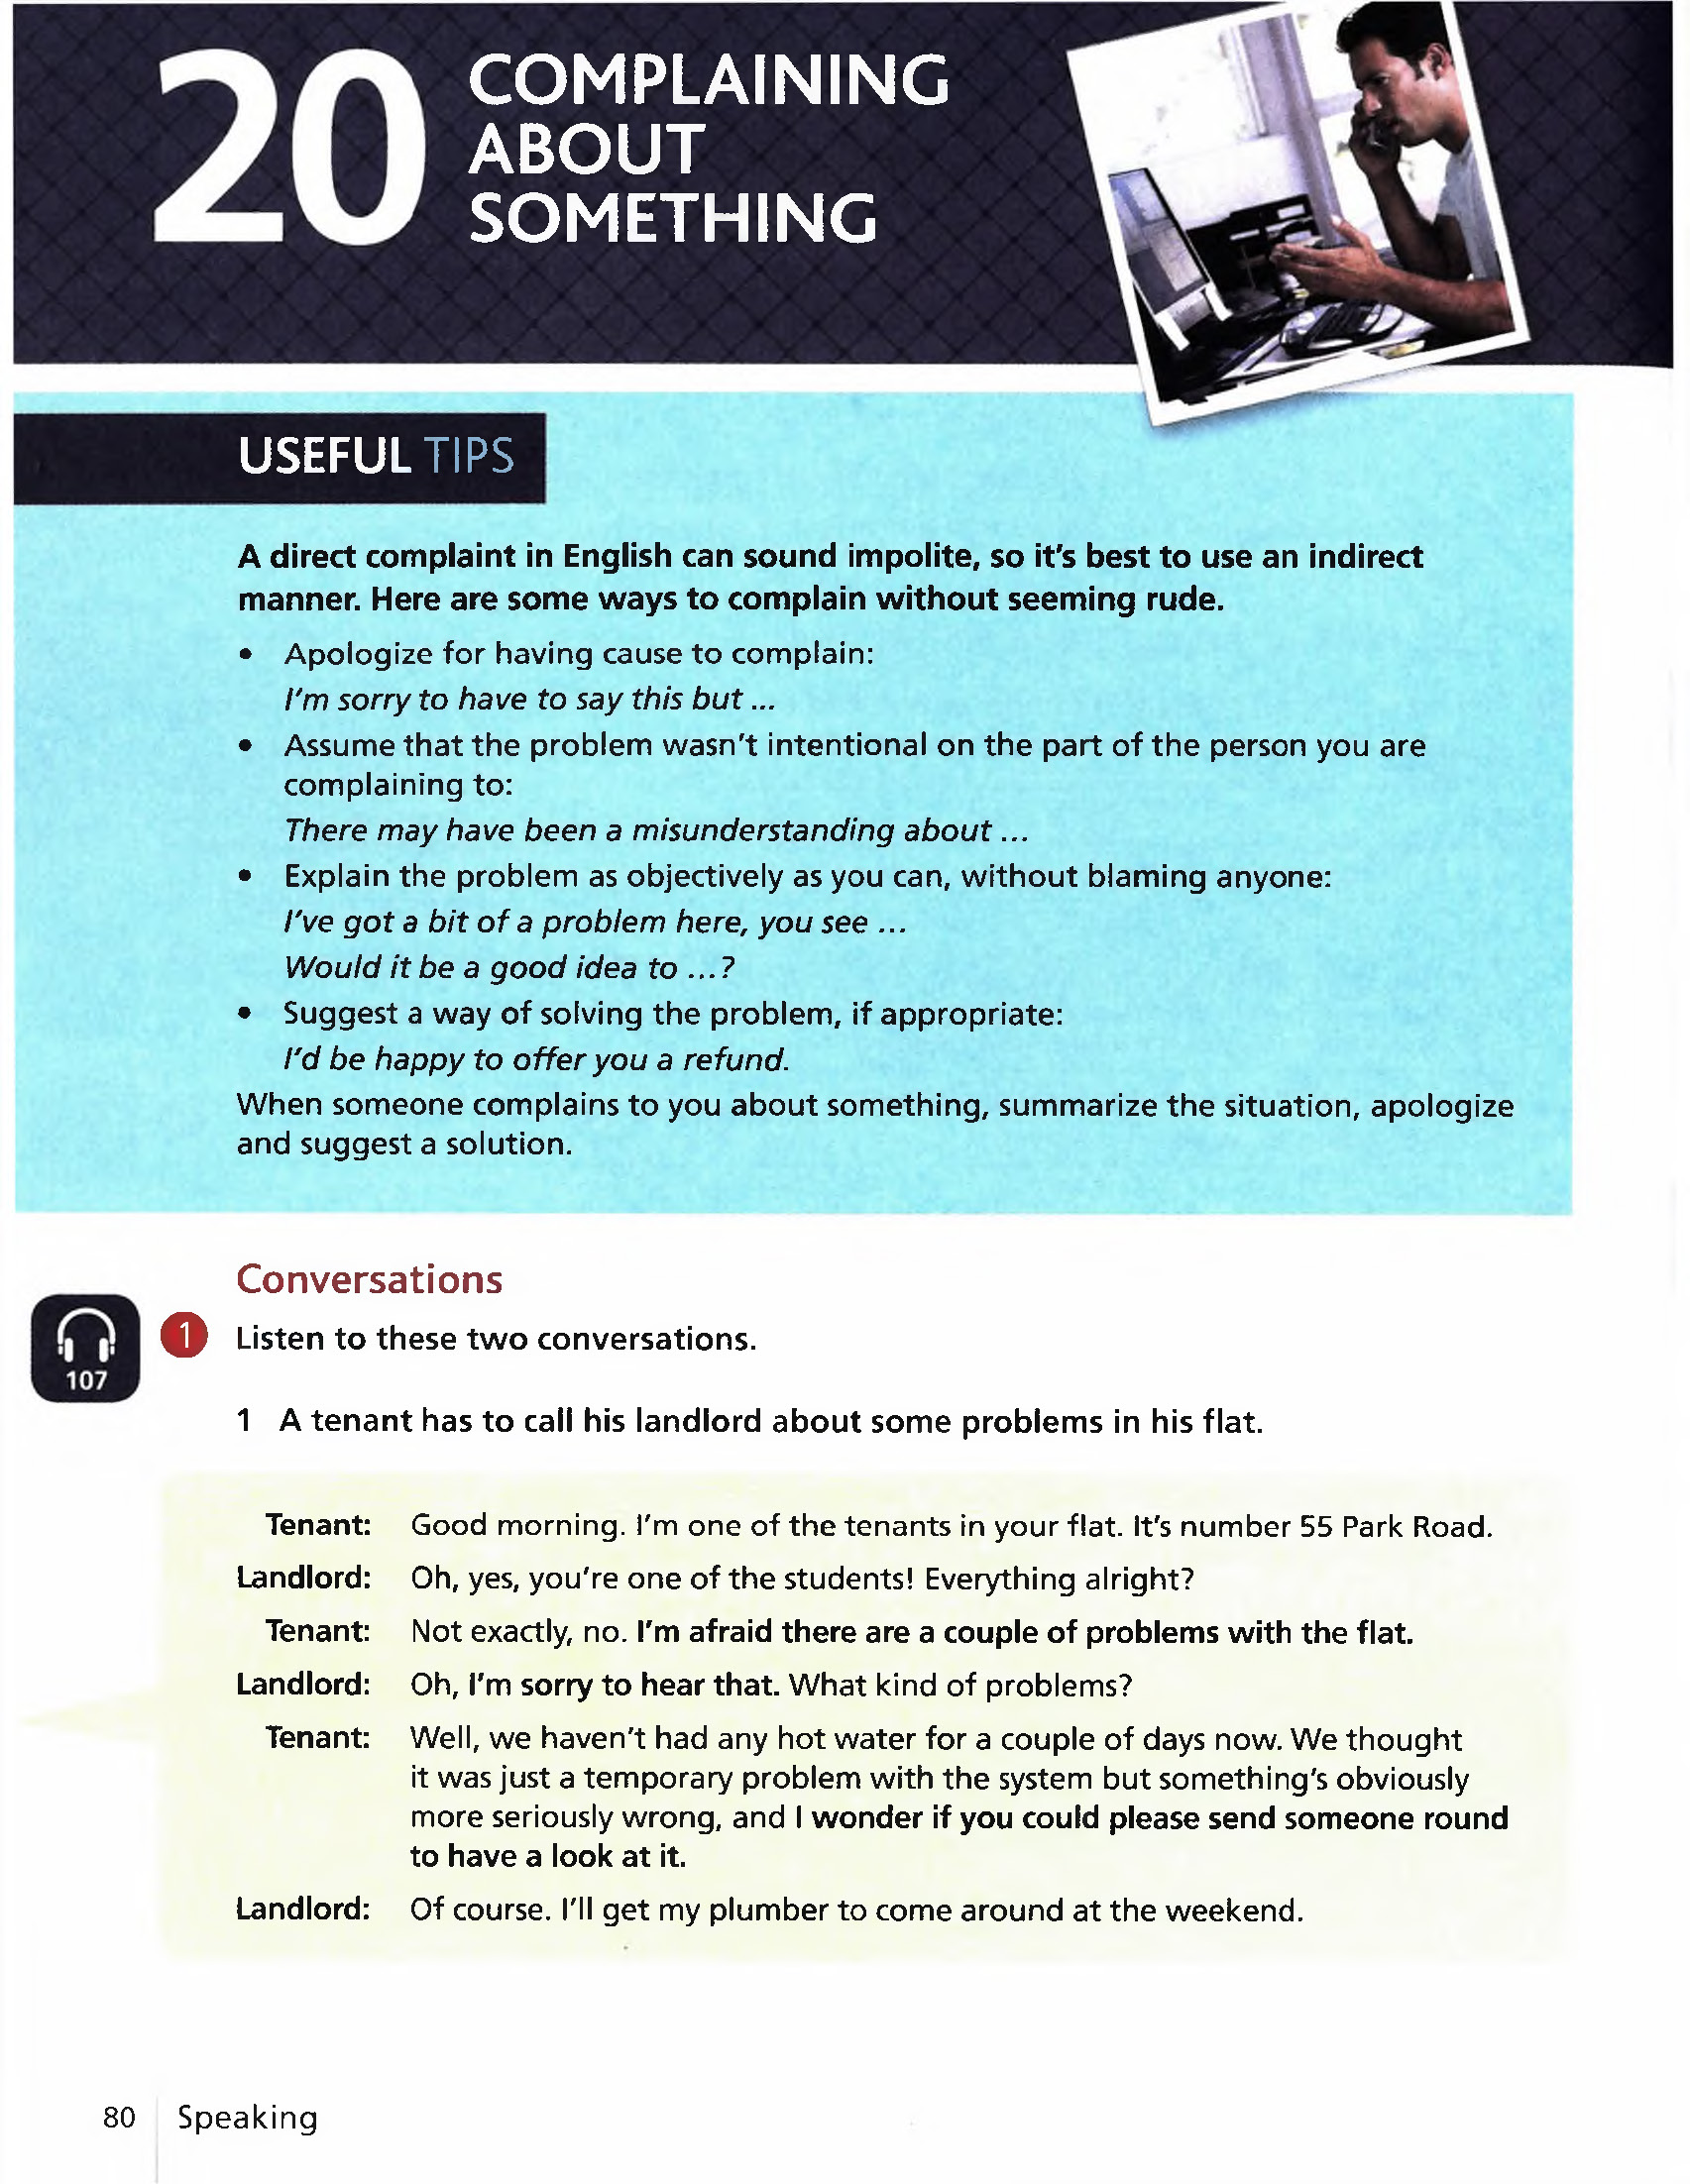 20
COMPLAINING
ABOUT
SOMETHING
USEFUL TIPS
A direct complaint in English can sound impolite, so it's best to use an indirect
manner. Here are some ways to complain without seeming rude.
• Apologize for having cause to complain:
I'm sorry to have to say this but ...
• Assume that the problem wasn't intentional on the part of the person you are
complaining to:
There may have been a misunderstanding about ...
• Explain the problem as objectively as you can, without blaming anyone:
I've got a bit of a problem here, you see ...
Would it be a good idea to ...?
• Suggest a way of solving the problem, if appropriate:
I'd be happy to offer you a refund.
When someone complains to you about something, summarize the situation, apologize
and suggest a solution.
Conversations
107
1 Listen to these two conversations.
1 A tenant has to call his landlord about some problems in his flat.
Tenant: Good morning. I'm one of the tenants in your flat. It's number 55 Park Road.
Landlord: Oh, yes, you're one of the students! Everything alright?
Tenant: Not exactly, no. I'm afraid there are a couple of problems with the flat.
Landlord: Oh, I'm sorry to hear that. What kind of problems?
Tenant: Well, we haven't had any hot water for a couple of days now. We thought
it was just a temporary problem with the system but something's obviously
more seriously wrong, and I wonder if you could please send someone round
to have a look at it.
Landlord: Of course. I'll get my plumber to come around at the weekend.
80 Speaking